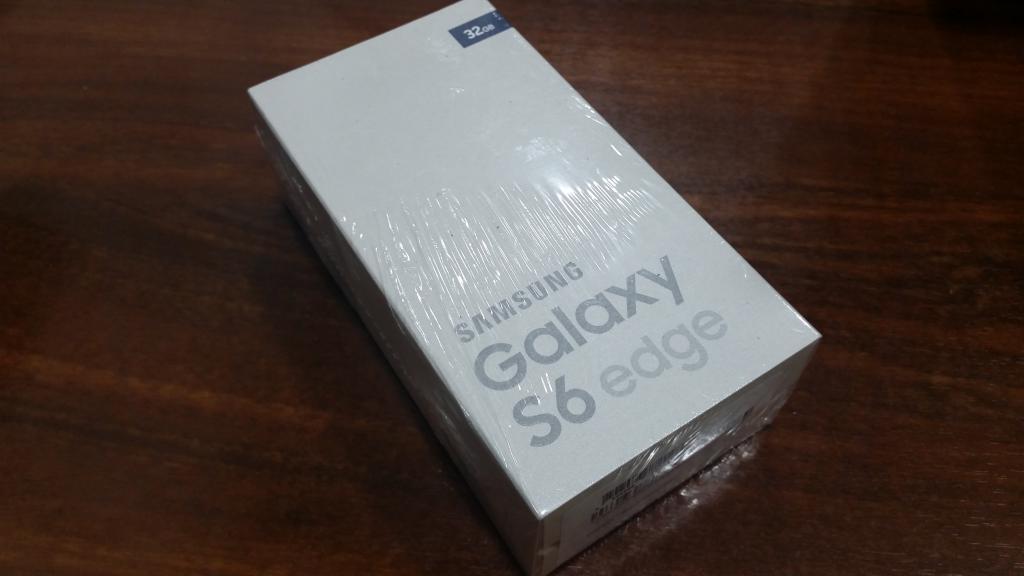 32GB
SAMSUNG
Galaxy
S6 edge